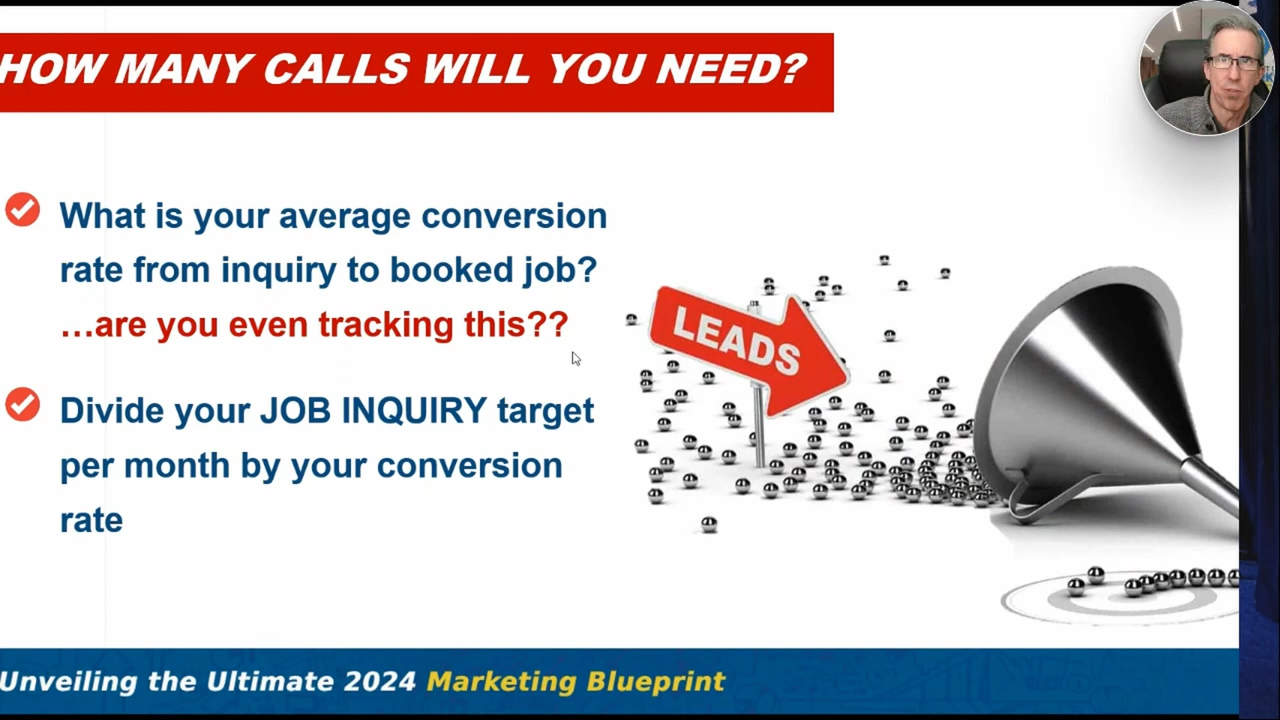 HOW MANY CALLS WILL YOU NEED?
What is your average conversion
rate from inquiry to booked job?
...are you even tracking this??
Divide your JOB INQUIRY target
per month by your conversion
rate
LEADS
Unveiling the Ultimate 2024 Marketing Blueprint